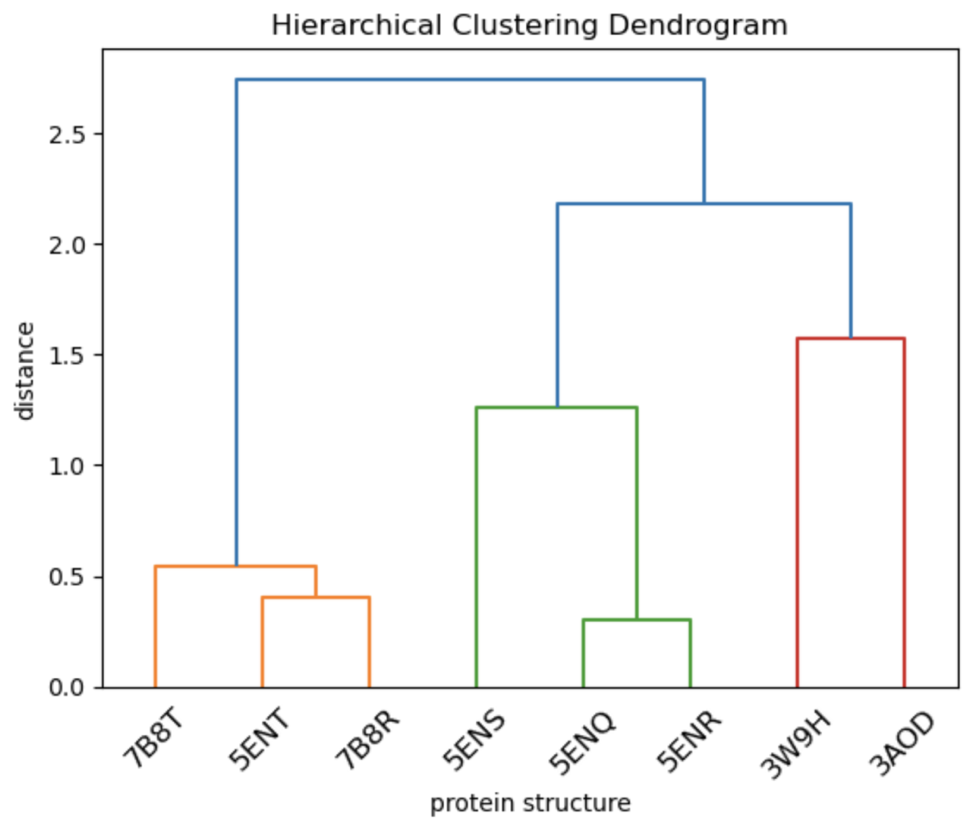 Hierarchical Clustering Dendrogram
2.5
2.0
1.5
1.0
0.5
0.0
distance
7B8T 5ENT 7B8R 5ENS 5ENQ 5ENR 3W9H 3AOD
protein structure